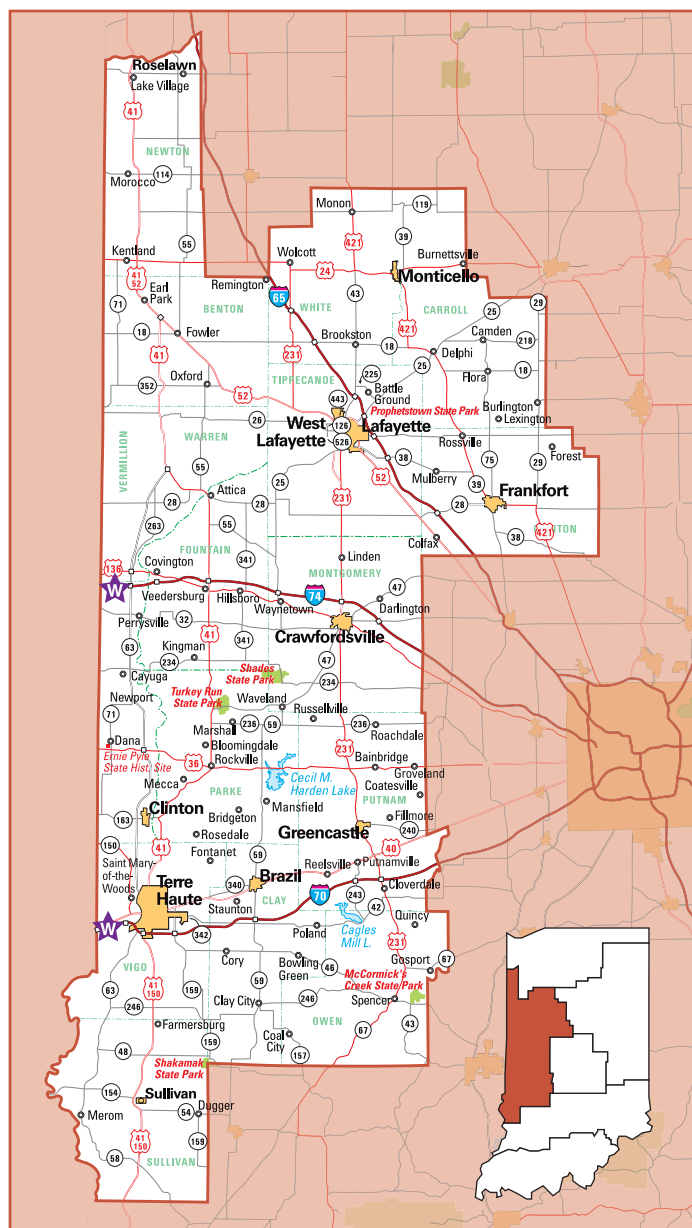 Roselawn
Lake Village
41
NEWTON
Morocco
114
55
Monon
119
421
39
Kentland
Wolcott
Burnettsville
24
Monticello
41
52
Remington
65
Earl
Park
BENTON
WHITE
43
CARROLL
71
25
29
421
Camden
218
18
Fowler
Brookston
18
41
231
Delphi
225
25
TIPPECANOE
352
Oxford
Battle
Ground
Flora
18
52
443
Prophetstown State Park
Burlington
Lexington
26
126
West
Lafayette
Lafayette
526
Rossville
WARREN
VERMILLION
55
38
75
29
Forest
Mulberry
25
52
39
Attica
28
28
231
28
Frankfort
263
55
38
CLINTON
421
Colfax
FOUNTAIN
341
Linden
136
Covington
MONTGOMERY
W
Veedersburg
Hillsboro
74
47
Waynetown
Darlington
Perrysville
32
Crawfordsville
63
41
341
Kingman
234
47
Shades
State Park
234
Cayuga
Turkey Run
State Park
Newport
Waveland
Russellville
71
Marshall
236
59
236
Roachdale
Dana
Bloomingdale
231
Ernie Pyle
State Hist. Site
36
Rockville
Bainbridge
Groveland
Cecil M.
Harden Lake
Coatesville
Mecca
PARKE
Mansfield
PUTNAM
Clinton
163
Bridgeton
Fillmore
Greencastle
240
Rosedale
41
150
Fontanet
59
40
Saint Mary-
of-the-
Woods
Reelsville
Putnamville
Terre
Haute
340
Brazil
70
Cloverdale
Staunton
CLAY
243
42
W
Cagles
Mill L.
Quincy
342
Poland
231
VIGO
Cory
Bowling
Green
46
Gosport
67
41
150
McCormick's
Creek State Park
63
159
59
246
246
Clay City
Spencer
Farmersburg
OWEN
67
43
Coal
City
48
159
157
Shakamak
State Park
154
Sullivan
54
Dugger
Merom
41
150
159
58
SULLIVAN